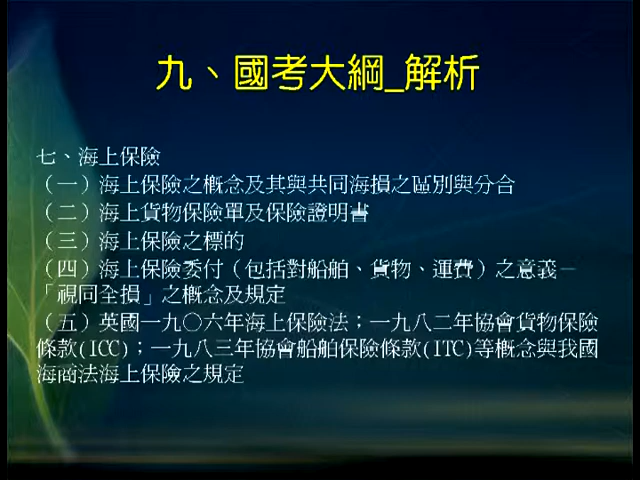 九、國考大綱_解析
七、海上保險
（一）海上保險之概念及其與共同海損之區別與分合
（二）海上貨物保險單及保險證明書
（三）海上保險之標的
（四）海上保險委付（包括對船舶、貨物、運費）之意義－
「視同全損」之概念及規定
（五）英國一九○六年海上保險法；一九八二年協會貨物保險
條款(ICC)；一九八三年協會船舶保險條款(ITC)等概念與我國
海商法海上保險之規定